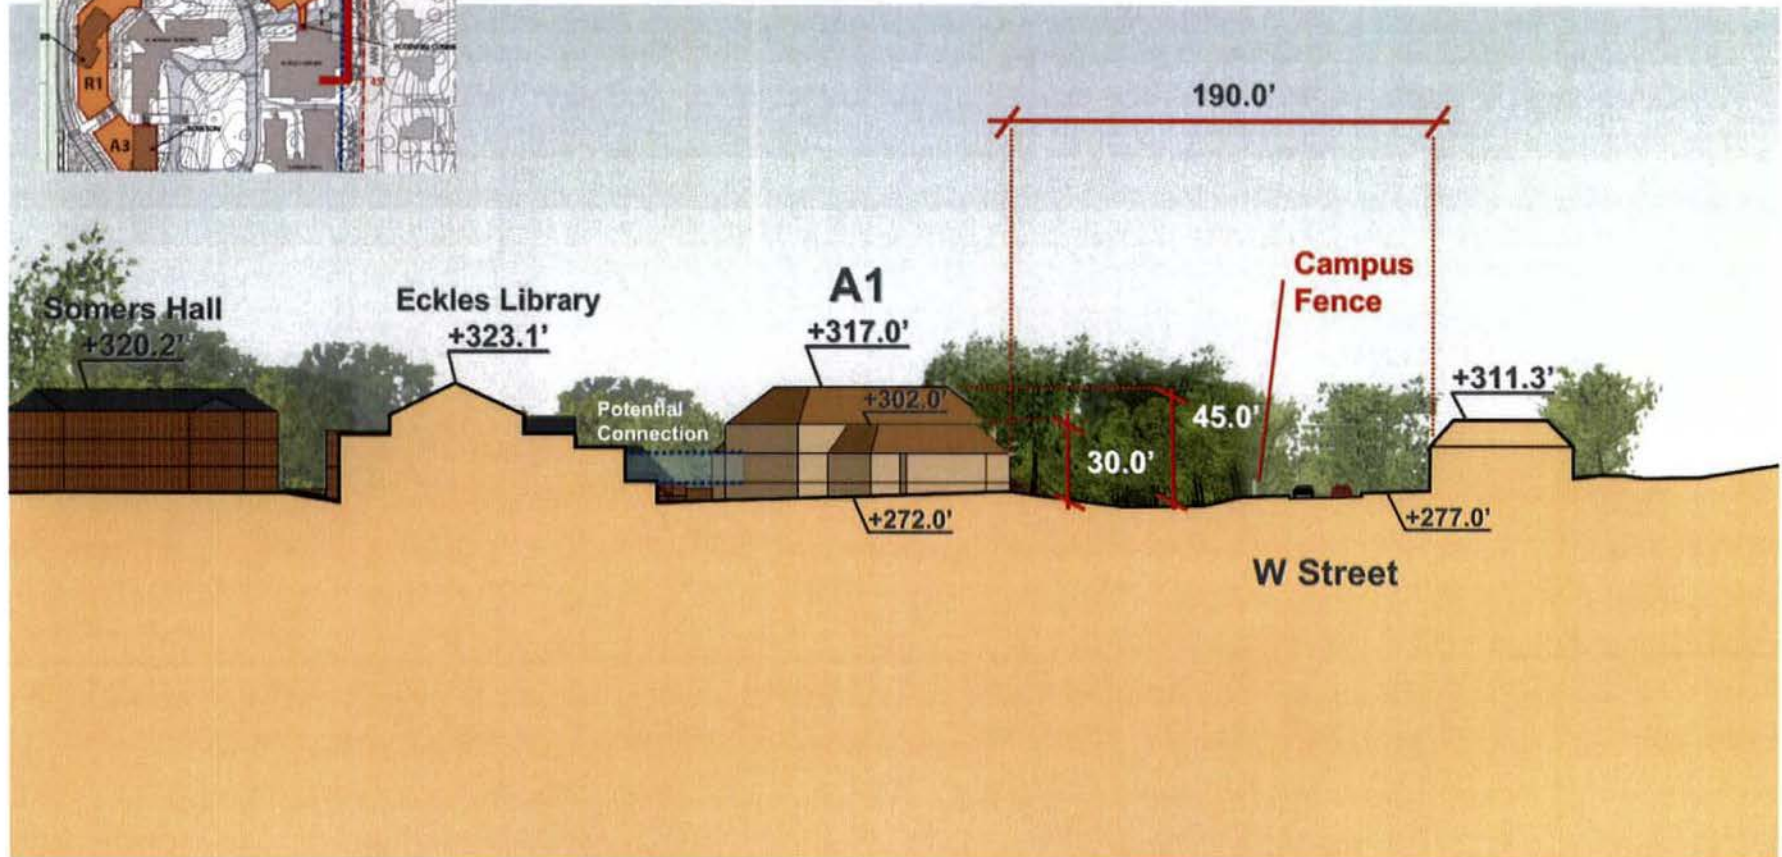 R1
A3
45'
190.0'
Campus
Fence
Somers Hall
+320.2'
Eckles Library
+323.1'
A1
+317.0'
+302.0'
+311.3'
Potential
Connection
45.0'
30.0'
+272.0'
+277.0'
W Street